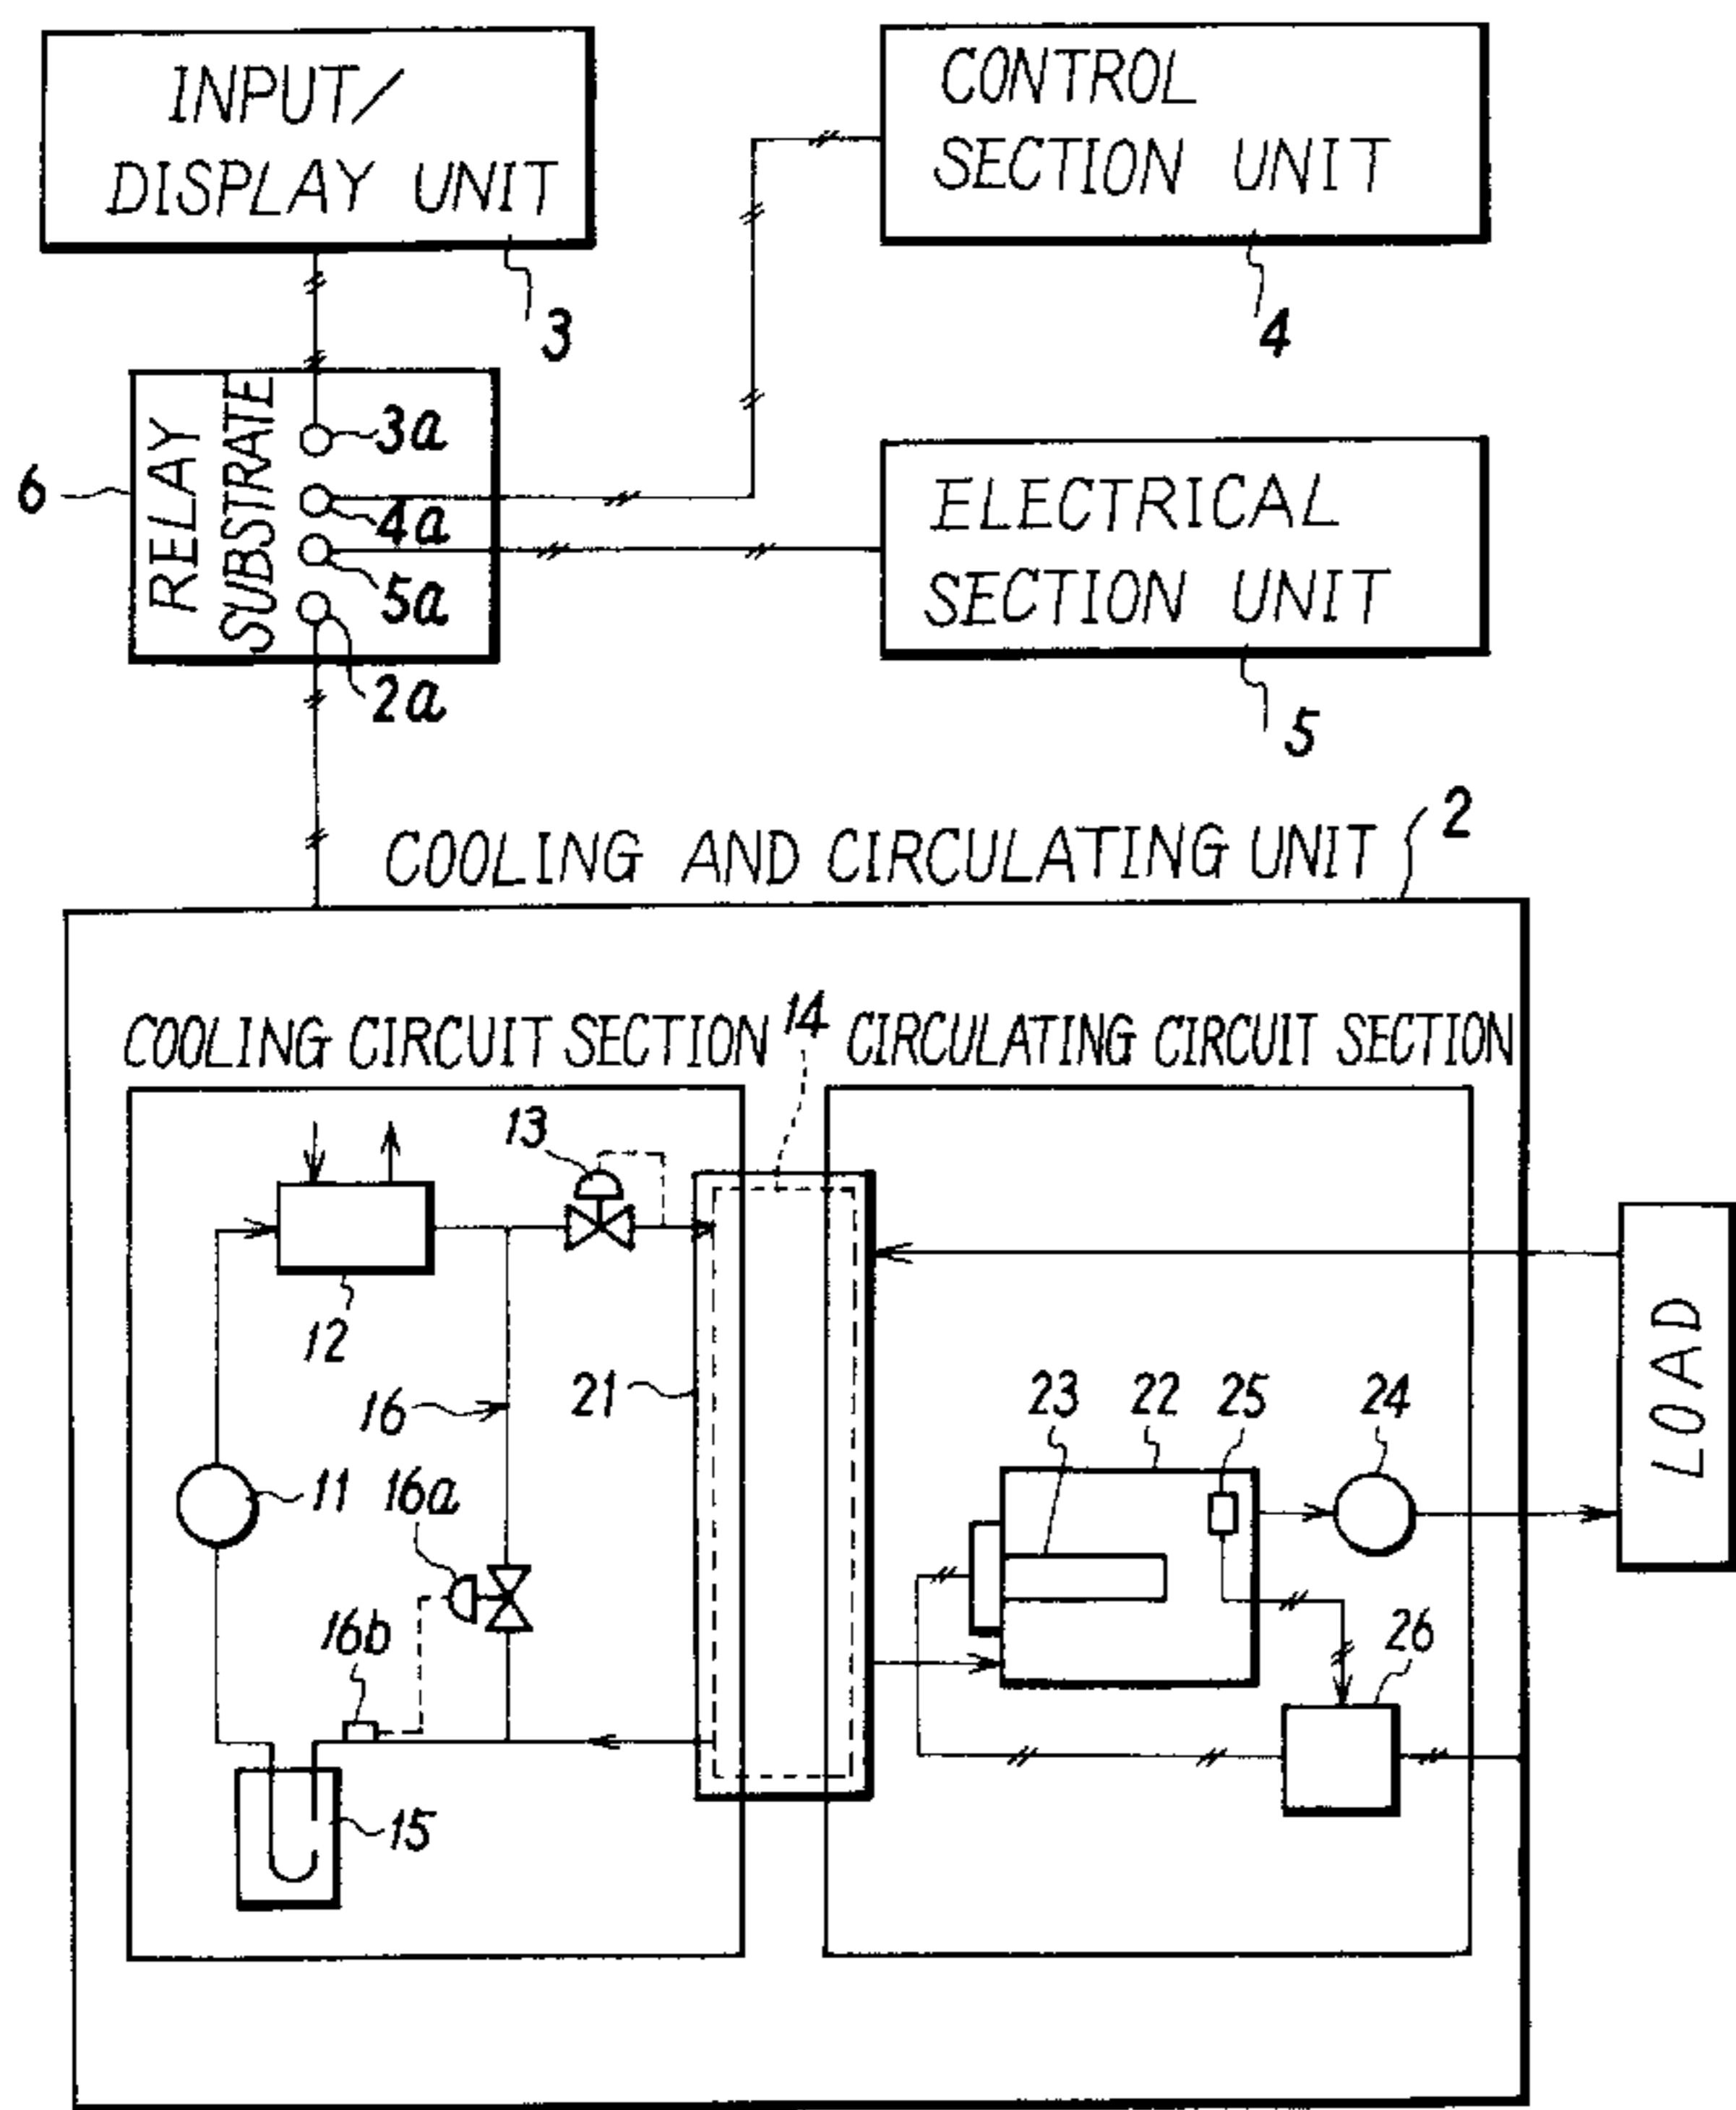 INPUT/
DISPLAY UNIT
3
CONTROL
SECTION UNIT
4
RELAY
SUBSTRATE
6
3a
4a
5a
2a
ELECTRICAL
SECTION UNIT
5
COOLING AND CIRCULATING UNIT
2
COOLING CIRCUIT SECTION
14
CIRCULATING CIRCUIT SECTION
13
12
16
21
11
16a
16b
15
23
22
25
24
26
LOAD